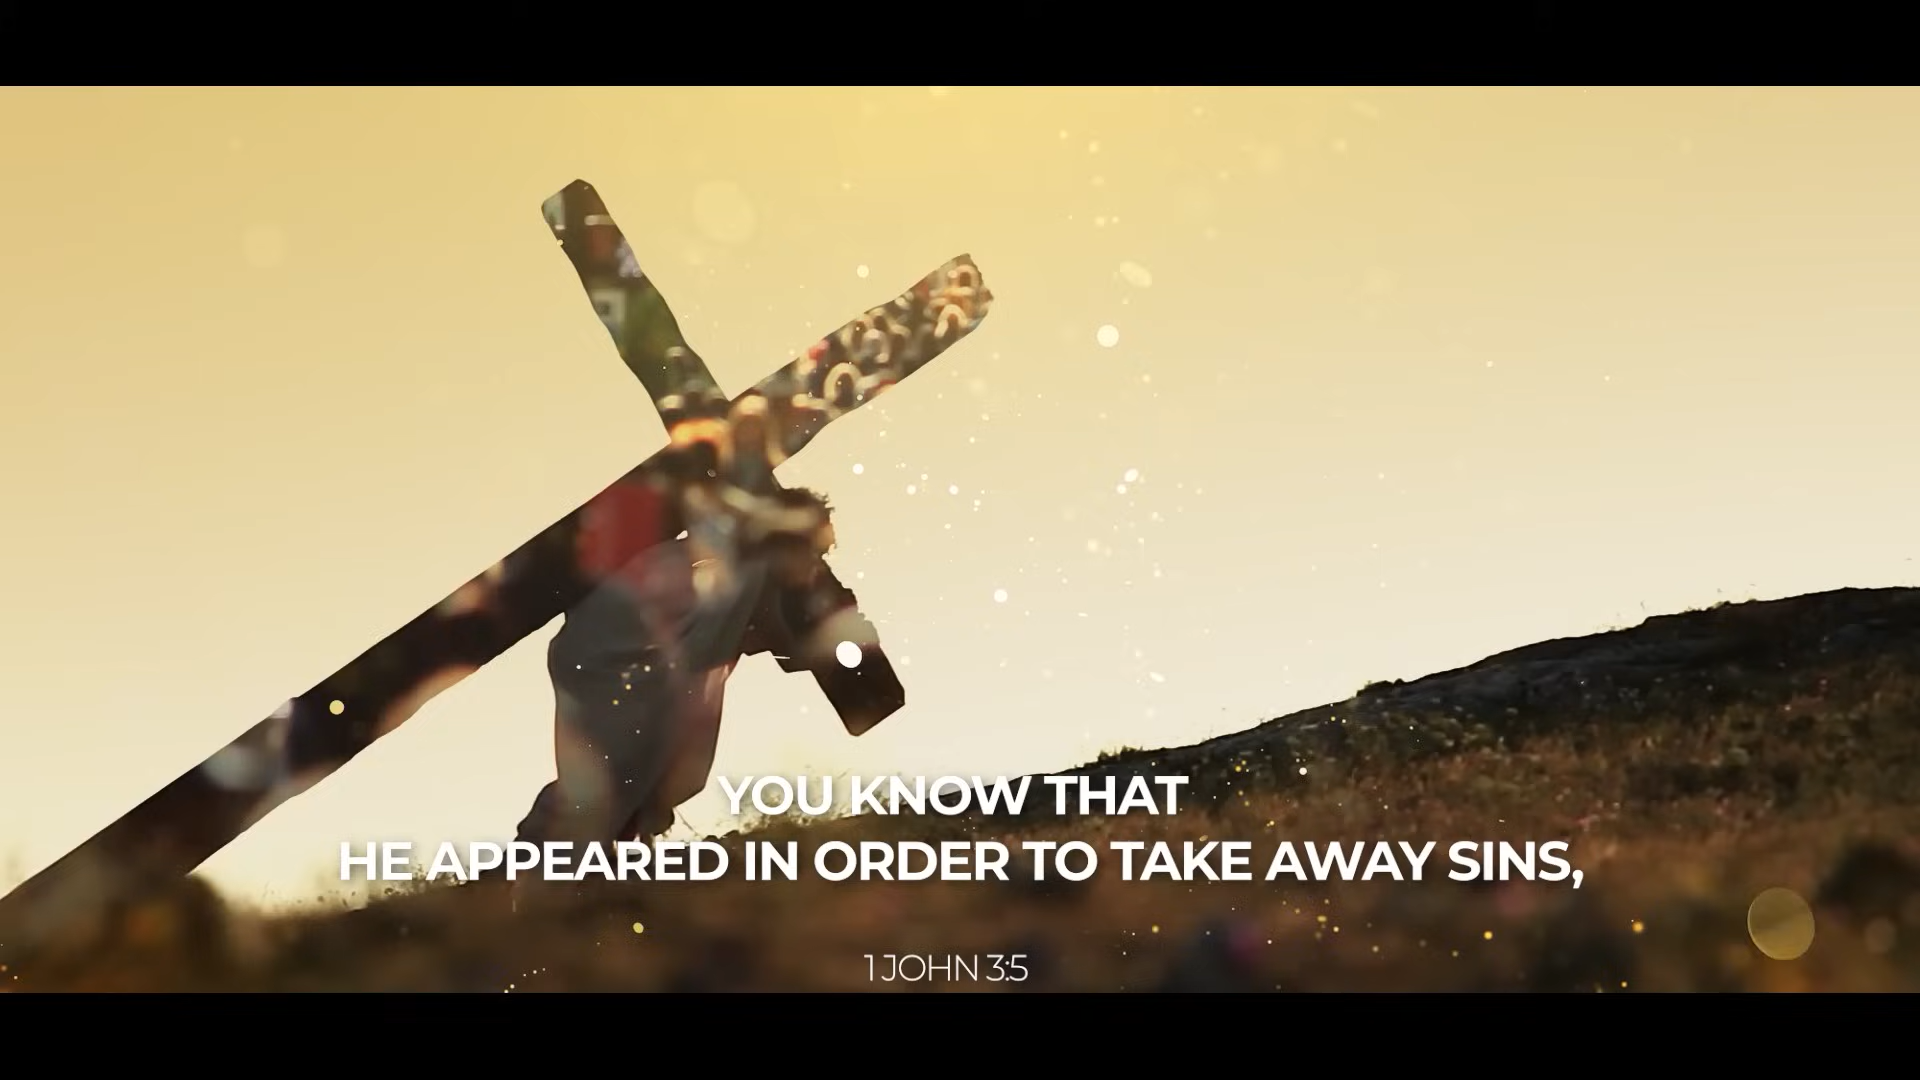 YOU KNOW THAT
HE APPEARED IN ORDER TO TAKE AWAY SINS,
1 JOHN 3:5